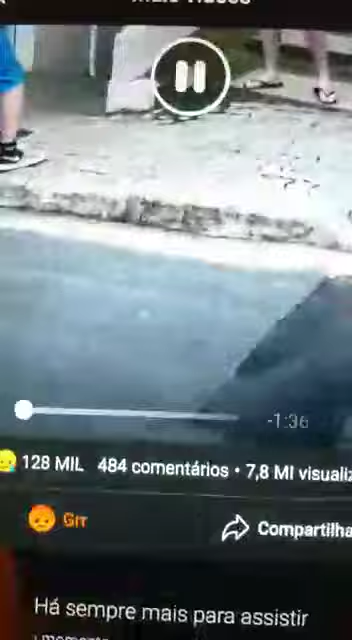 -1:36
128 MIL 484 comentários • 7,8 MI visualiz
Grr Compartilha
Há sempre mais para assistir